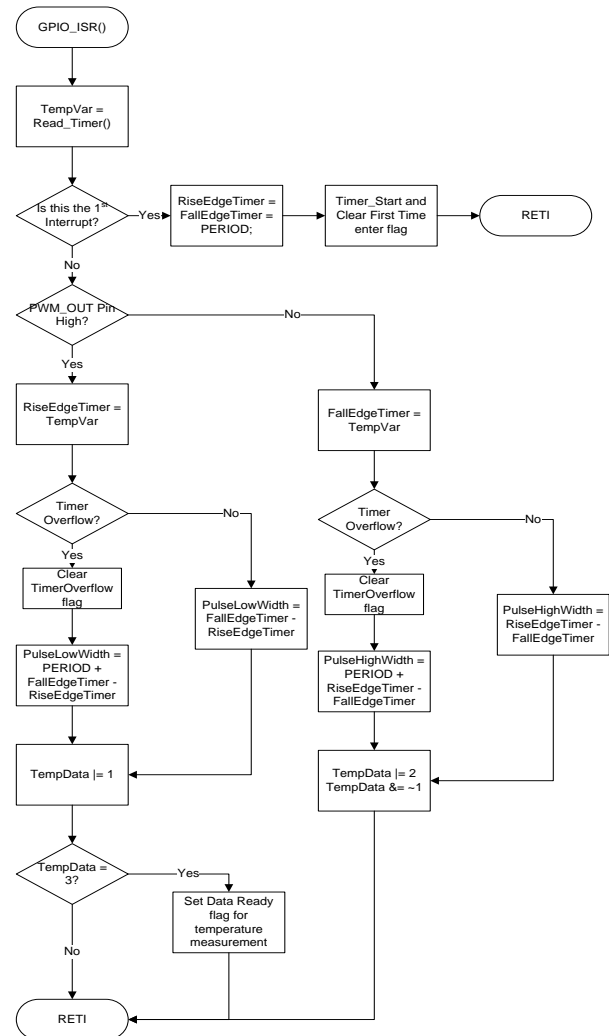 GPIO_ISR()
TempVar =
Read_Timer()
Is this the 1st
Interrupt?
Yes
RiseEdgeTimer =
FallEdgeTimer =
PERIOD;
Timer_Start and
Clear First Time
enter flag
RETI
No
PWM_OUT Pin
High?
No
Yes
RiseEdgeTimer =
TempVar
FallEdgeTimer =
TempVar
Timer
Overflow?
No
Yes
Clear
TimerOverflow
flag
PulseLowWidth =
FallEdgeTimer -
RiseEdgeTimer
PulseLowWidth =
PERIOD +
FallEdgeTimer -
RiseEdgeTimer
Timer
Overflow?
No
Yes
Clear
TimerOverflow
flag
PulseHighWidth =
RiseEdgeTimer -
FallEdgeTimer
PulseHighWidth =
PERIOD +
RiseEdgeTimer -
FallEdgeTimer
TempData |= 1
TempData |= 2
TempData &= ~1
TempData =
3?
Yes
Set Data Ready
flag for
temperature
measurement
No
RETI